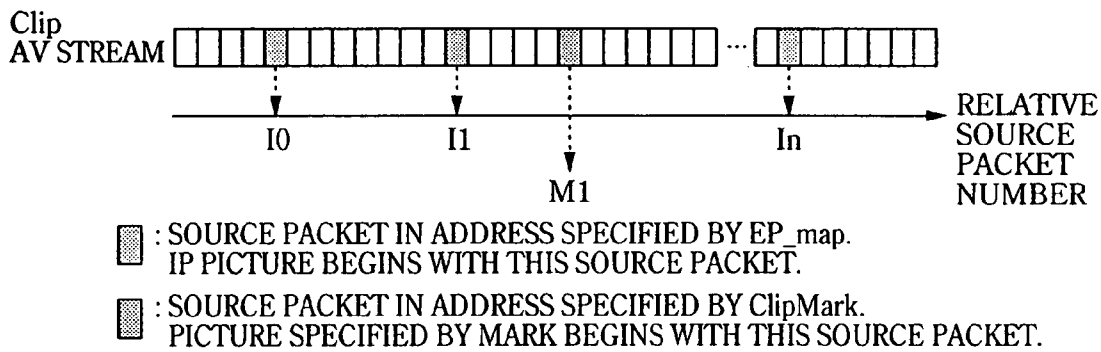 Clip
AV STREAM
...
I0
I1
In
M1
RELATIVE
SOURCE
PACKET
NUMBER
: SOURCE PACKET IN ADDRESS SPECIFIED BY EP_map.
IP PICTURE BEGINS WITH THIS SOURCE PACKET.
: SOURCE PACKET IN ADDRESS SPECIFIED BY ClipMark.
PICTURE SPECIFIED BY MARK BEGINS WITH THIS SOURCE PACKET.